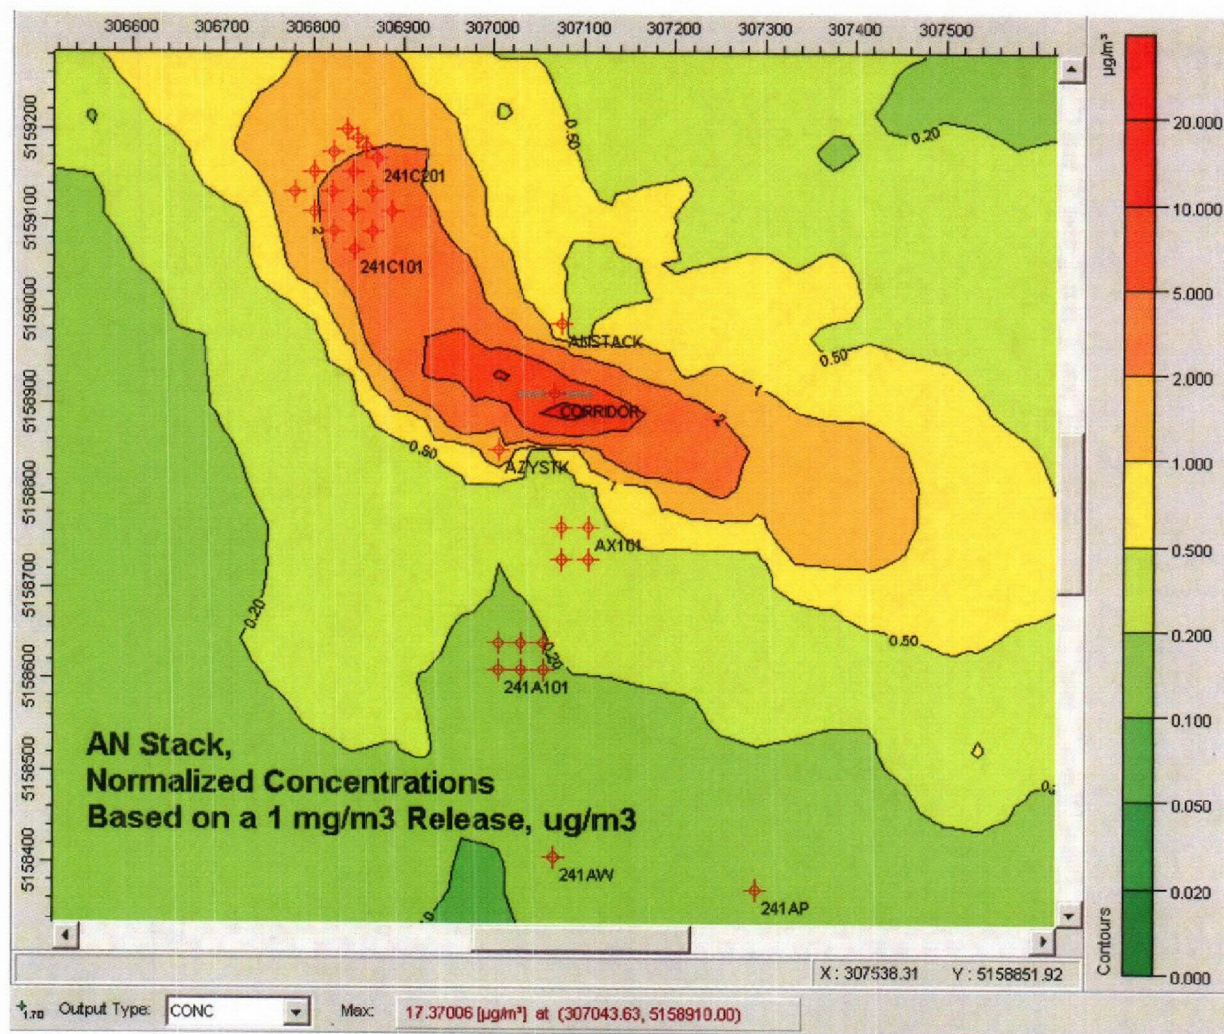 306600 306700 306800 306900 307000 307100 307200 307300 307400 307500
µg/m³
5159200
5159100
5159000
5158900
5158800
5158700
5158600
5158500
5158400
0.50
0.20
241C201
2
241C101
ANSTACK
0.50
1
CORRIDOR
2
0.50
AZYSTK
1
AX101
0.20
0.50
0.20
241A101
AN Stack,
Normalized Concentrations
Based on a 1 mg/m3 Release, ug/m3
241AW
241AP
20.000
10.000
5.000
2.000
1.000
0.500
0.200
0.100
0.050
0.020
0.000
Contours
X : 307538.31 Y : 5158851.92
1.70 Output Type: CONC Max: 17.37006 [µg/m³] at (307043.63, 5158910.00)